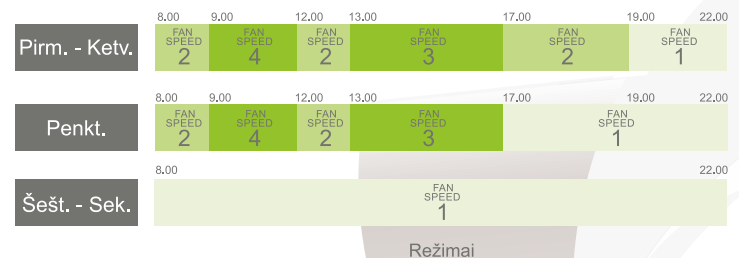 8.00 9.00 12.00 13.00 17.00 19.00 22.00
Pirm. - Ketv.
FAN SPEED 2
FAN SPEED 4
FAN SPEED 2
FAN SPEED 3
FAN SPEED 2
FAN SPEED 1
8.00 9.00 12.00 13.00 17.00 19.00 22.00
Penkt.
FAN SPEED 2
FAN SPEED 4
FAN SPEED 2
FAN SPEED 3
FAN SPEED 1
8.00 22.00
Šešt. - Sek.
FAN SPEED 1
Režimai